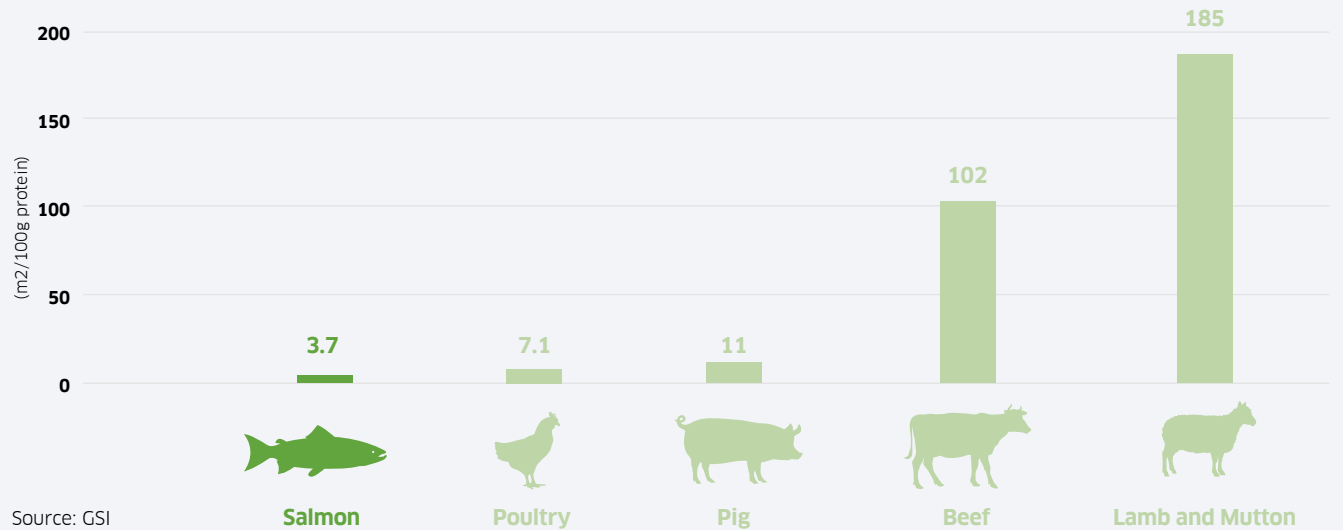 185
200
150
102
(m2/100g protein)
100
50
3.7
7.1
11
0
Source: GSI
Salmon
Poultry
Pig
Beef
Lamb and Mutton